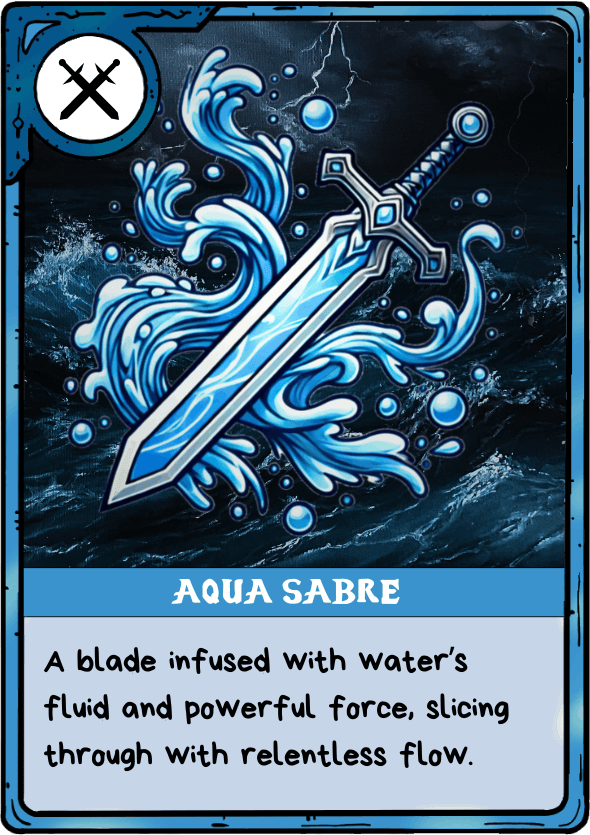 AQUA SABRE
A blade infused with water's
fluid and powerful force, slicing
through with relentless flow.